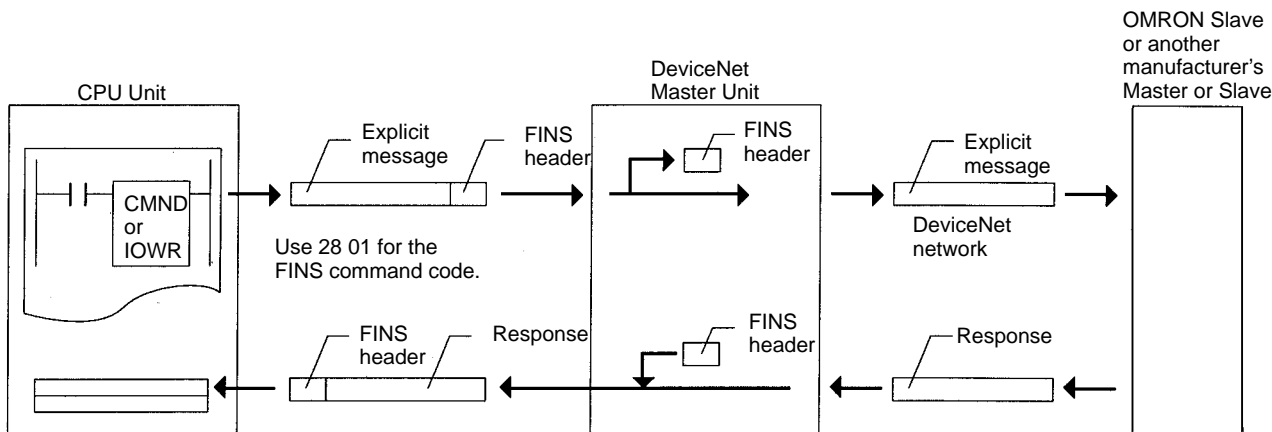 OMRON Slave
or another
manufacturer's
Master or Slave
DeviceNet
Master Unit
CPU Unit
Explicit
message
FINS
header
FINS
header
Explicit
message
CMND
or
IOWR
Use 28 01 for the
FINS command code.
DeviceNet
network
FINS
header
Response
FINS
header
Response